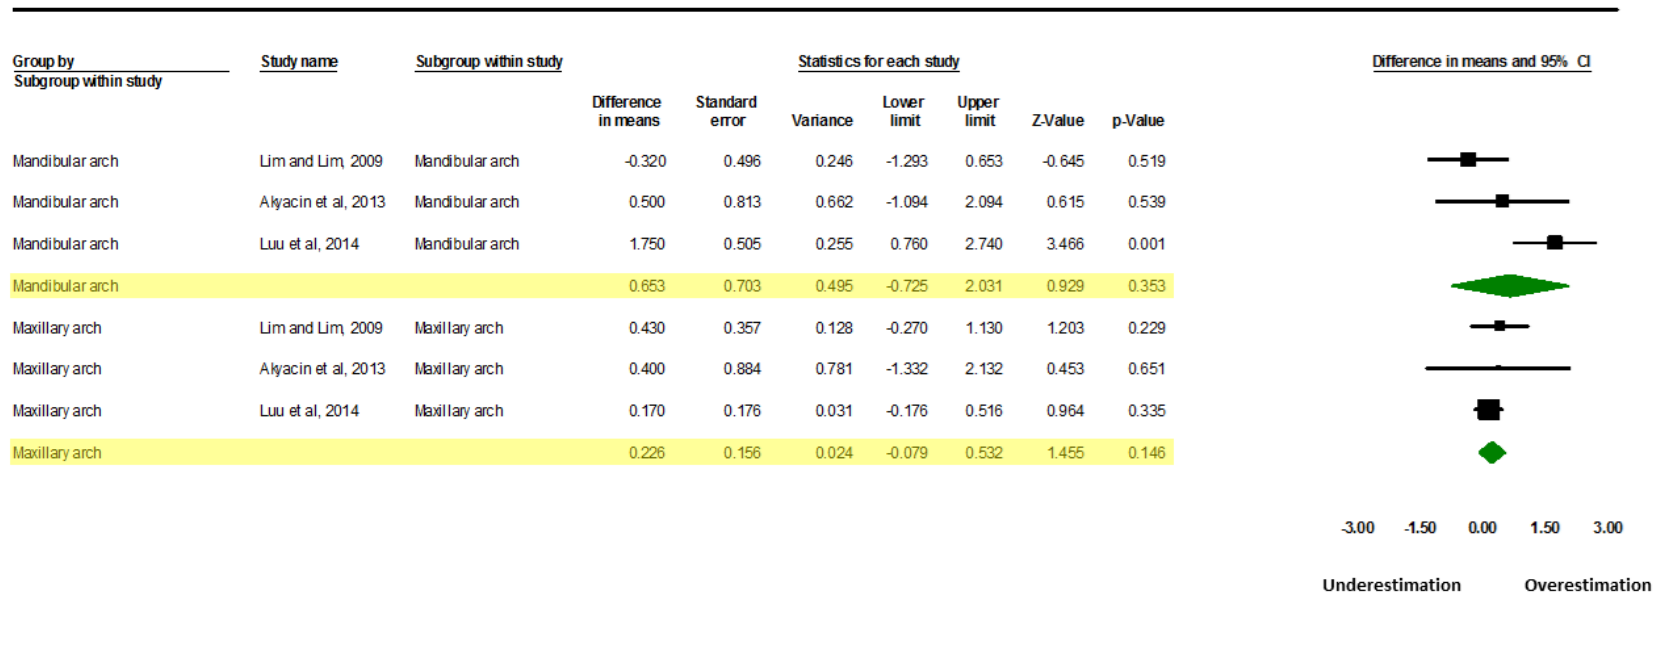 Group by Study name Subgroup within study Statistics for each study Difference in means and 95% CI
Subgroup within study
Difference in means Standard error Variance Lower limit Upper limit Z-Value p-Value
Mandibular arch Lim and Lim, 2009 Mandibular arch -0.320 0.496 0.246 -1.293 0.653 -0.645 0.519
Mandibular arch Akyacin et al, 2013 Mandibular arch 0.500 0.813 0.662 -1.094 2.094 0.615 0.539
Mandibular arch Luu et al, 2014 Mandibular arch 1.750 0.505 0.255 0.760 2.740 3.466 0.001
Mandibular arch 0.653 0.703 0.495 -0.725 2.031 0.929 0.353
Maxillary arch Lim and Lim, 2009 Maxillary arch 0.430 0.357 0.128 -0.270 1.130 1.203 0.229
Maxillary arch Akyacin et al, 2013 Maxillary arch 0.400 0.884 0.781 -1.332 2.132 0.453 0.651
Maxillary arch Luu et al, 2014 Maxillary arch 0.170 0.176 0.031 -0.176 0.516 0.964 0.335
Maxillary arch 0.226 0.156 0.024 -0.079 0.532 1.455 0.146
-3.00 -1.50 0.00 1.50 3.00
Underestimation Overestimation